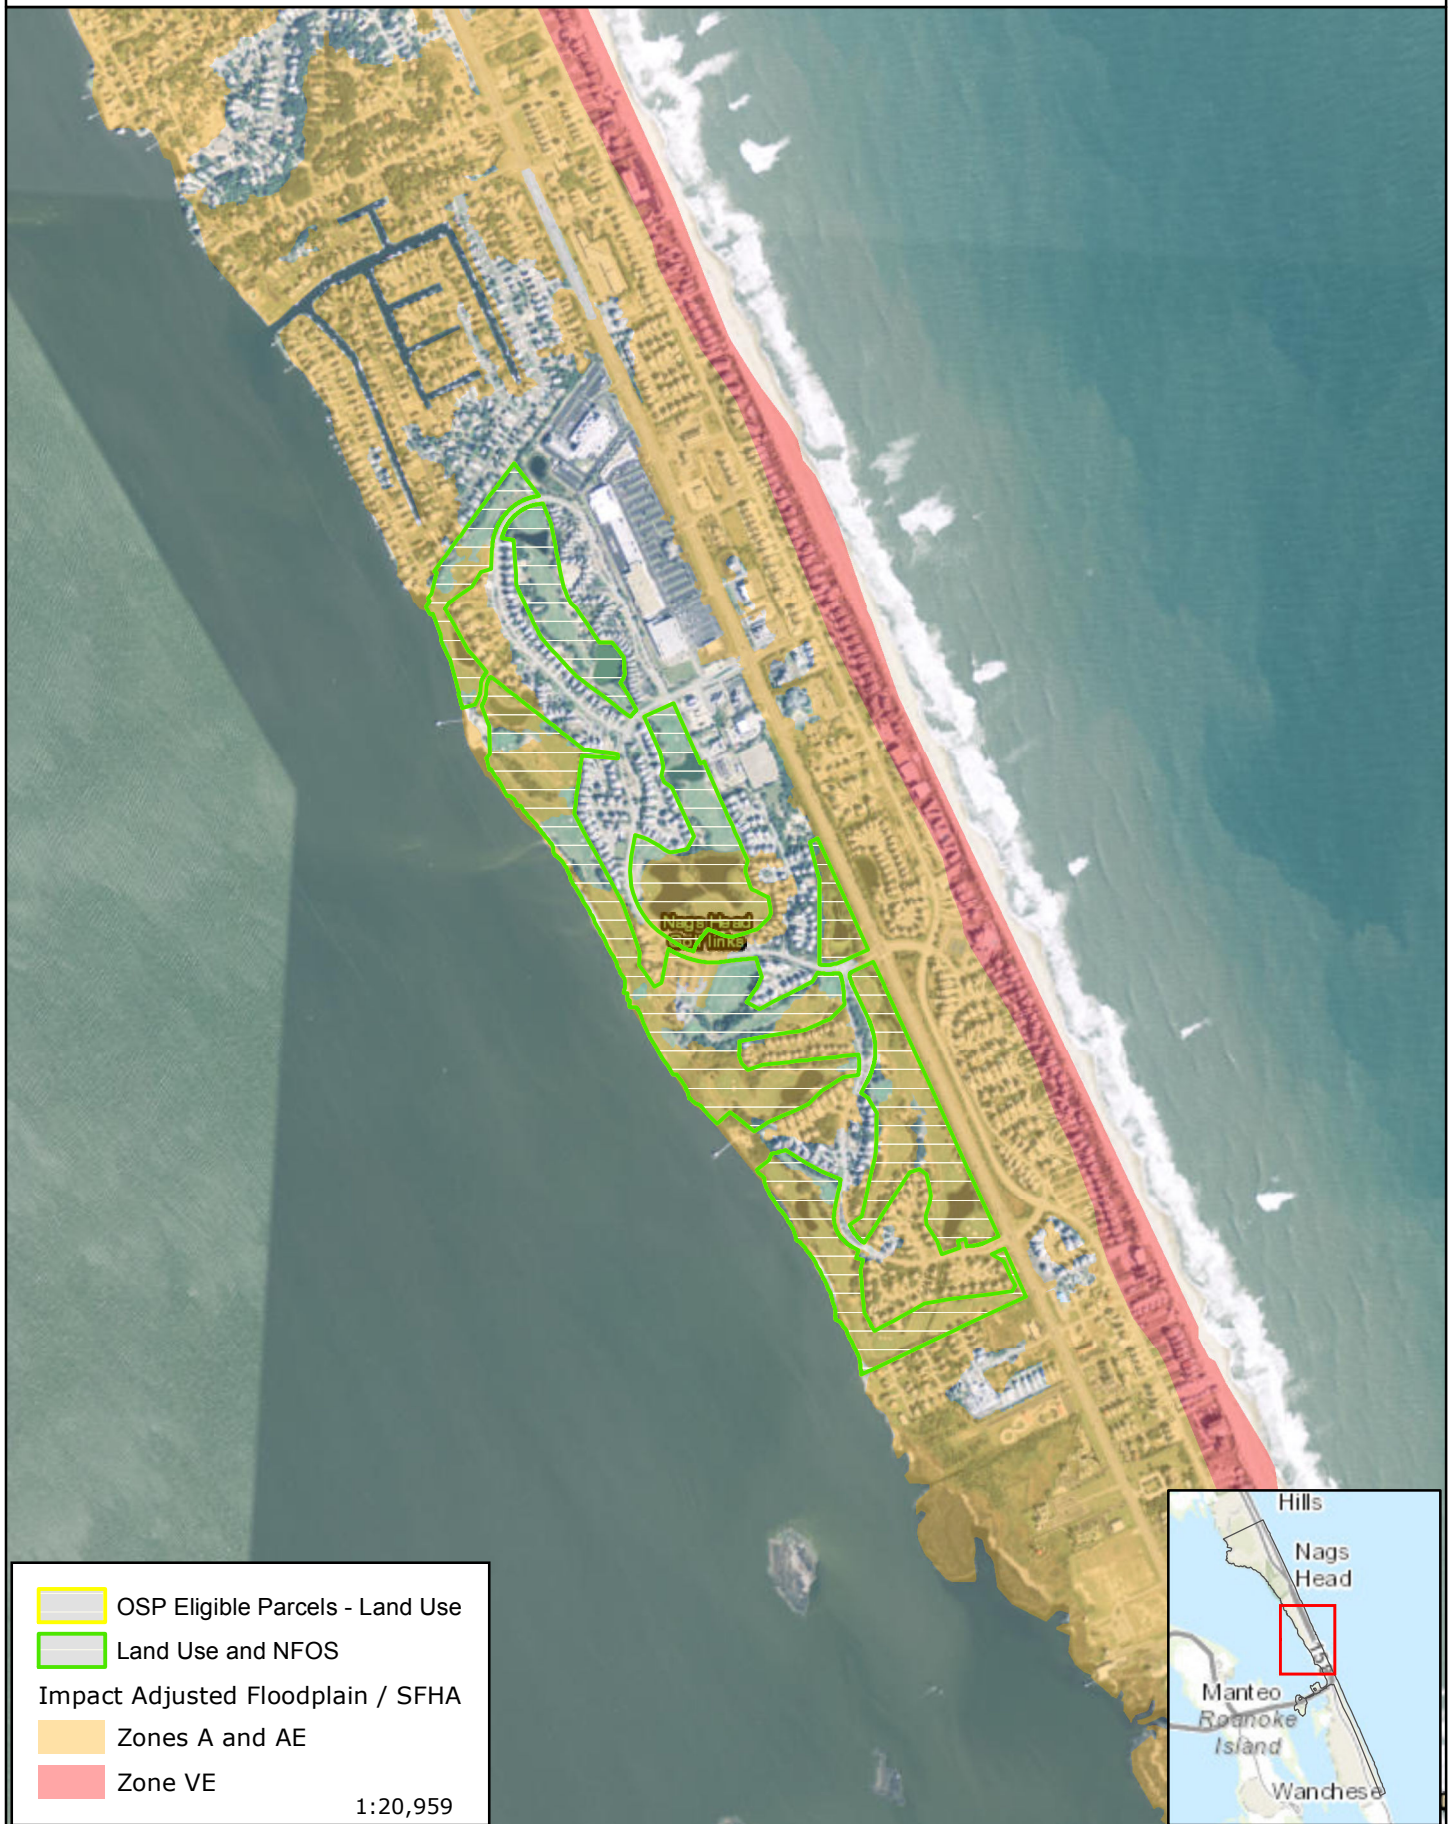 Nags Head
Golf links
OSP Eligible Parcels - Land Use
Land Use and NFOS
Impact Adjusted Floodplain / SFHA
Zones A and AE
Zone VE
1:20,959
Hills
Nags
Head
Manteo
Roanoke
Island
Wanchese